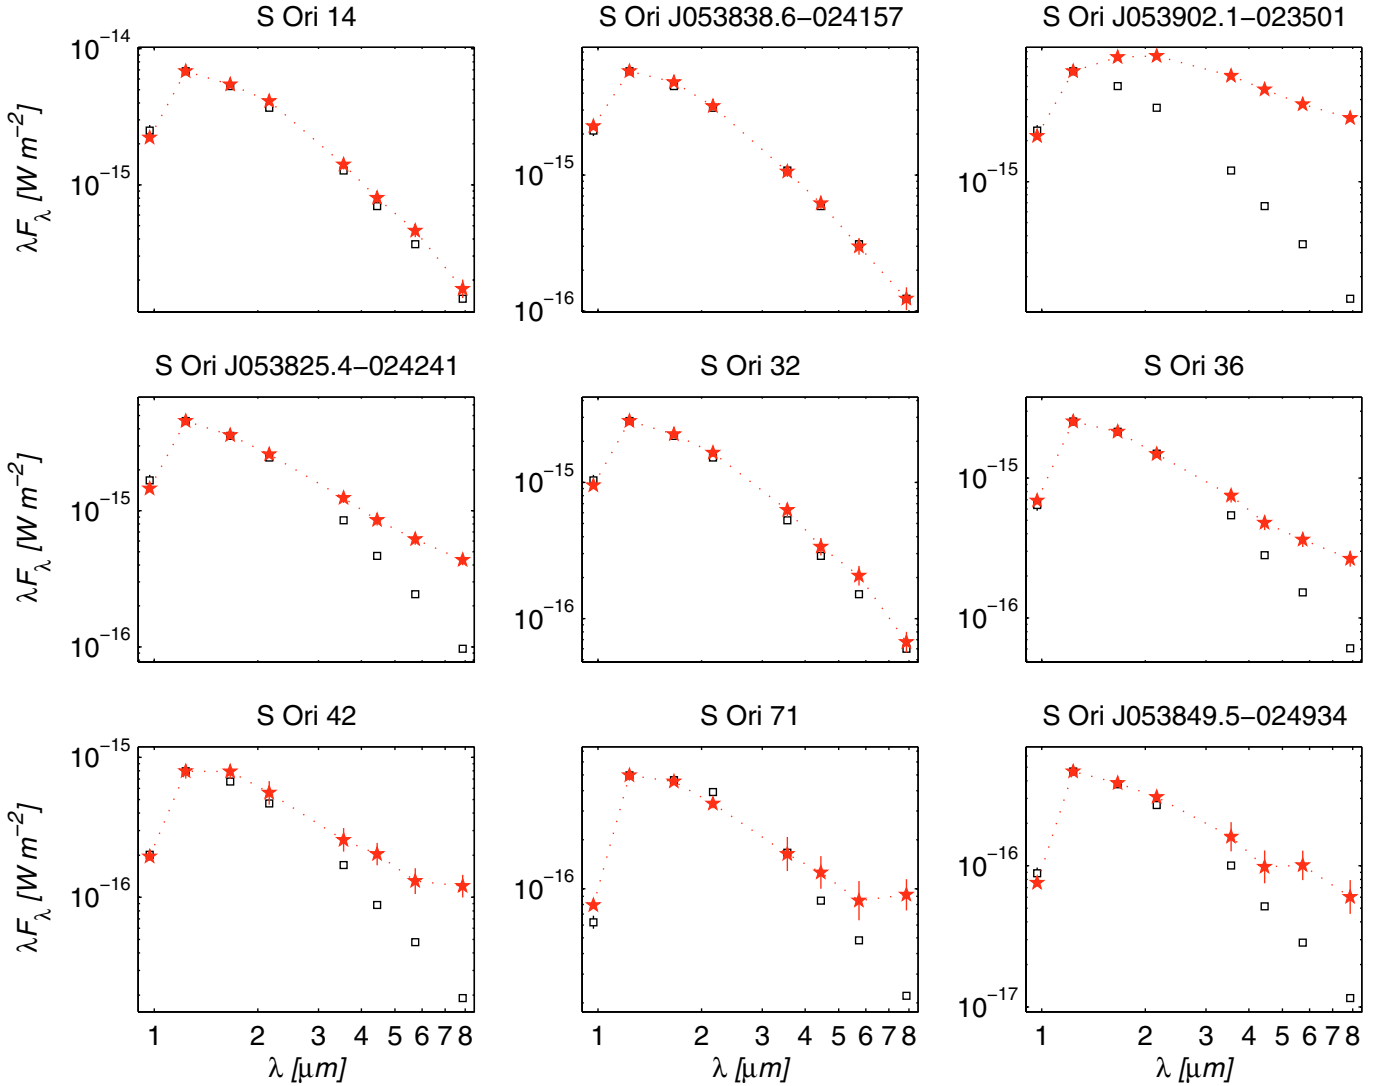 S Ori 14
S Ori J053838.6−024157
S Ori J053902.1−023501
10⁻¹⁴
10⁻¹⁵
λF_λ [W m⁻²]
10⁻¹⁵
10⁻¹⁶
10⁻¹⁵
S Ori J053825.4−024241
S Ori 32
S Ori 36
10⁻¹⁵
10⁻¹⁶
λF_λ [W m⁻²]
10⁻¹⁵
10⁻¹⁶
10⁻¹⁵
10⁻¹⁶
S Ori 42
S Ori 71
S Ori J053849.5−024934
10⁻¹⁵
10⁻¹⁶
λF_λ [W m⁻²]
10⁻¹⁶
10⁻¹⁶
10⁻¹⁷
1 2 3 4 5 6 7 8
1 2 3 4 5 6 7 8
1 2 3 4 5 6 7 8
λ [μm]
λ [μm]
λ [μm]